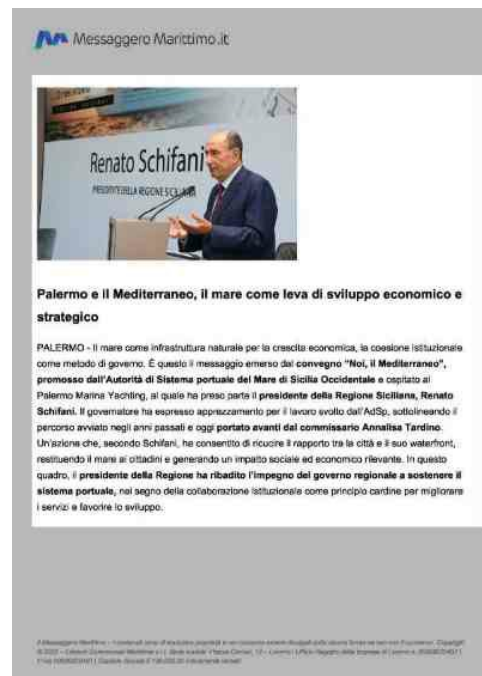 Messaggero Marittimo.it
Renato Schifani
PRESIDENTE DELLA REGIONE SICILIANA
Palermo e il Mediterraneo, il mare come leva di sviluppo economico e
strategico
PALERMO - Il mare come infrastruttura naturale per la crescita economica, la coesione istituzionale
come metodo di governo. È questo il messaggio emerso dal convegno "Noi, il Mediterraneo",
promosso dall'Autorità di Sistema portuale del Mare di Sicilia Occidentale e ospitato al
Palermo Marina Yachting, al quale ha preso parte il presidente della Regione Siciliana, Renato
Schifani. Il governatore ha espresso apprezzamento per il lavoro svolto dall'AdSp, sottolineando il
percorso avviato negli anni passati e oggi portato avanti dal commissario Annalisa Tardino.
Un'azione che, secondo Schifani, ha consentito di ricucire il rapporto tra la città e il suo waterfront,
restituendo il mare ai cittadini e generando un impatto sociale ed economico rilevante. In questo
quadro, il presidente della Regione ha ribadito l'impegno del governo regionale a sostenere il
sistema portuale, nel segno della collaborazione istituzionale come principio cardine per migliorare
i servizi e favorire lo sviluppo.